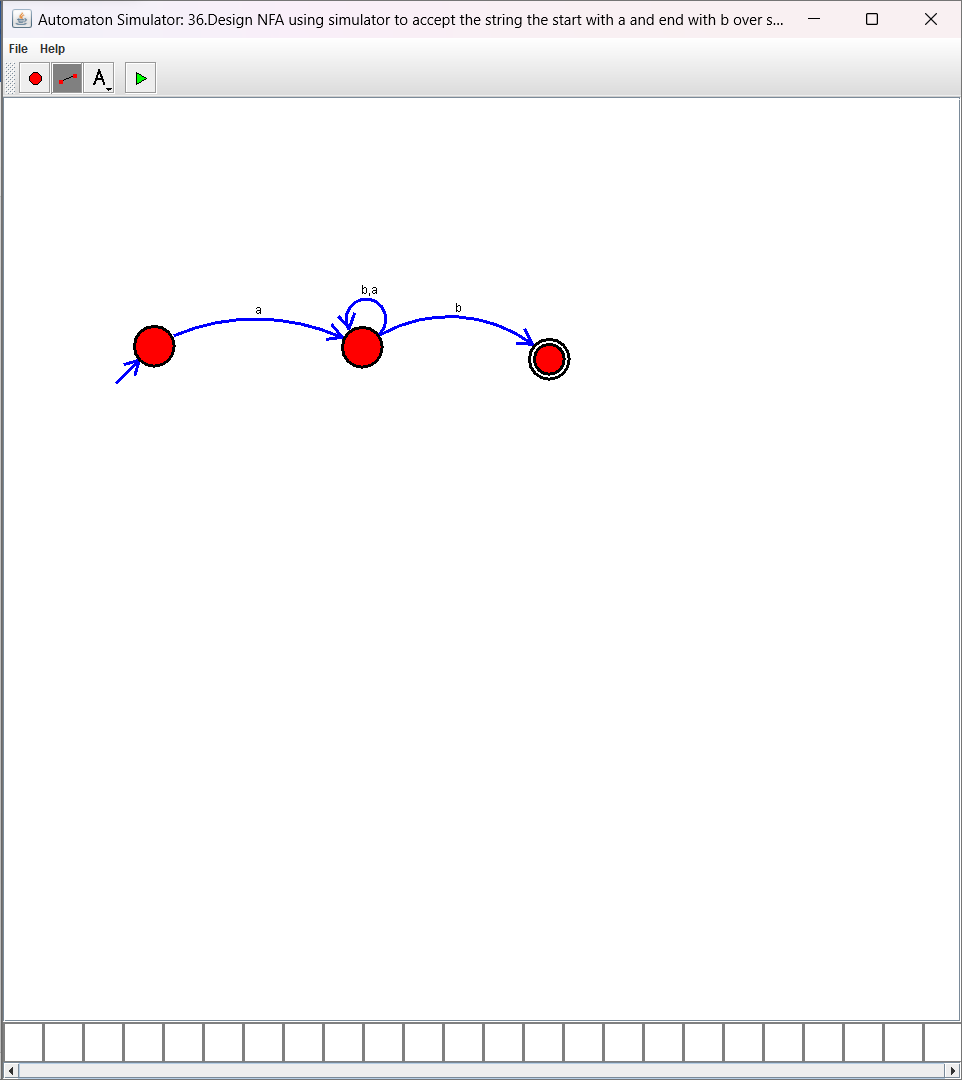 Automaton Simulator: 36.Design NFA using simulator to accept the string the start with a and end with b over s...
File Help
A
b,a
a
b